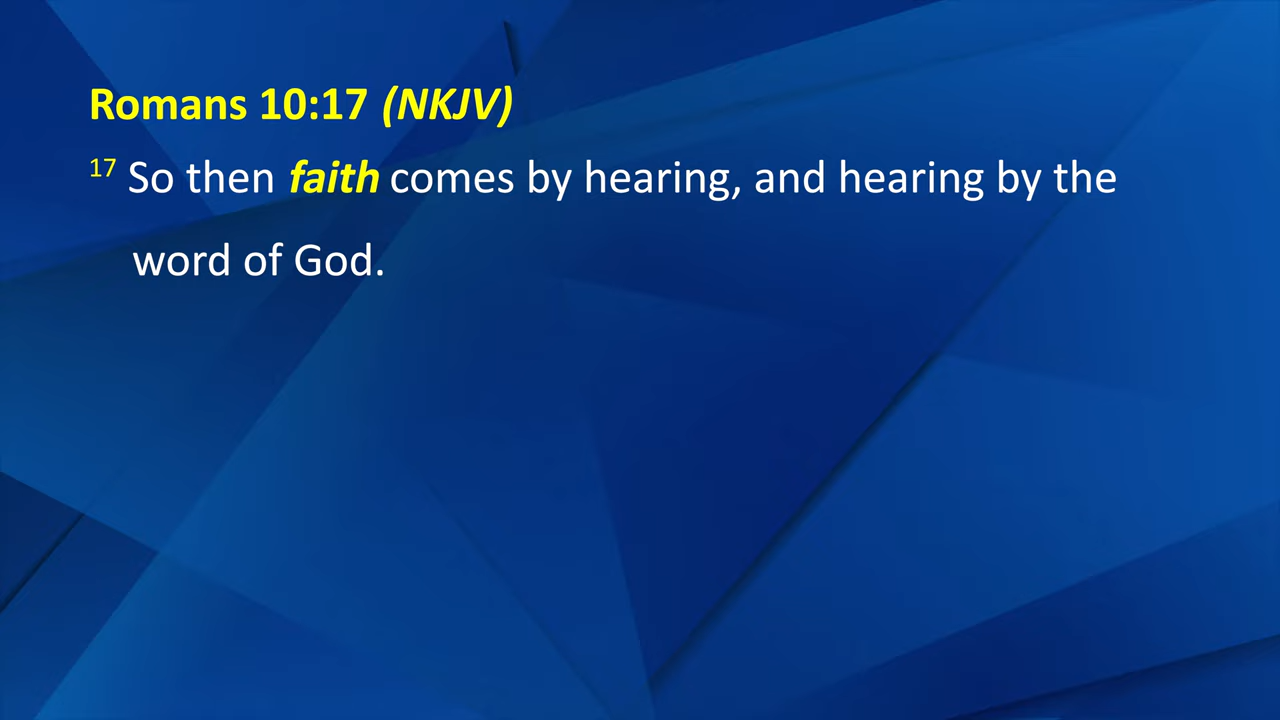 Romans 10:17 (NKJV)
17 So then faith comes by hearing, and hearing by the
word of God.